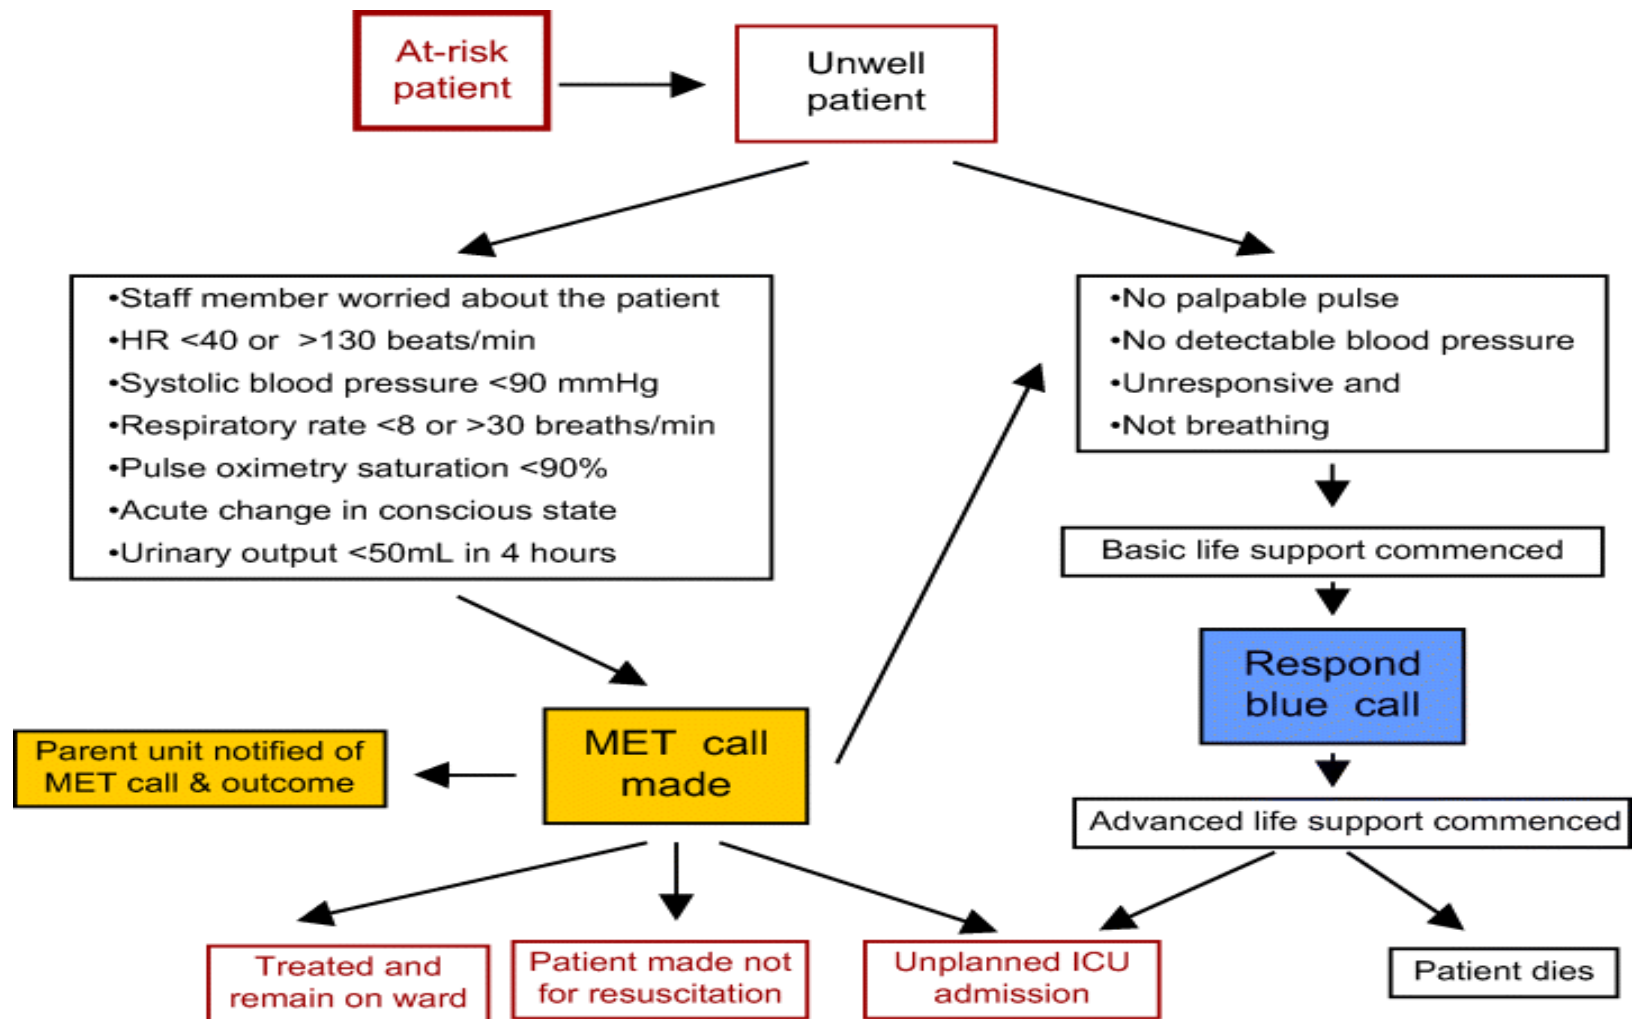 At-risk
patient
Unwell
patient
•Staff member worried about the patient
•HR <40 or  >130 beats/min
•Systolic blood pressure <90 mmHg
•Respiratory rate <8 or >30 breaths/min
•Pulse oximetry saturation <90%
•Acute change in conscious state
•Urinary output <50mL in 4 hours
•No palpable pulse
•No detectable blood pressure
•Unresponsive and
•Not breathing
Basic life support commenced
Respond
blue call
MET call
made
Parent unit notified of
MET call & outcome
Advanced life support commenced
Treated and
remain on ward
Patient made not
for resuscitation
Unplanned ICU
admission
Patient dies